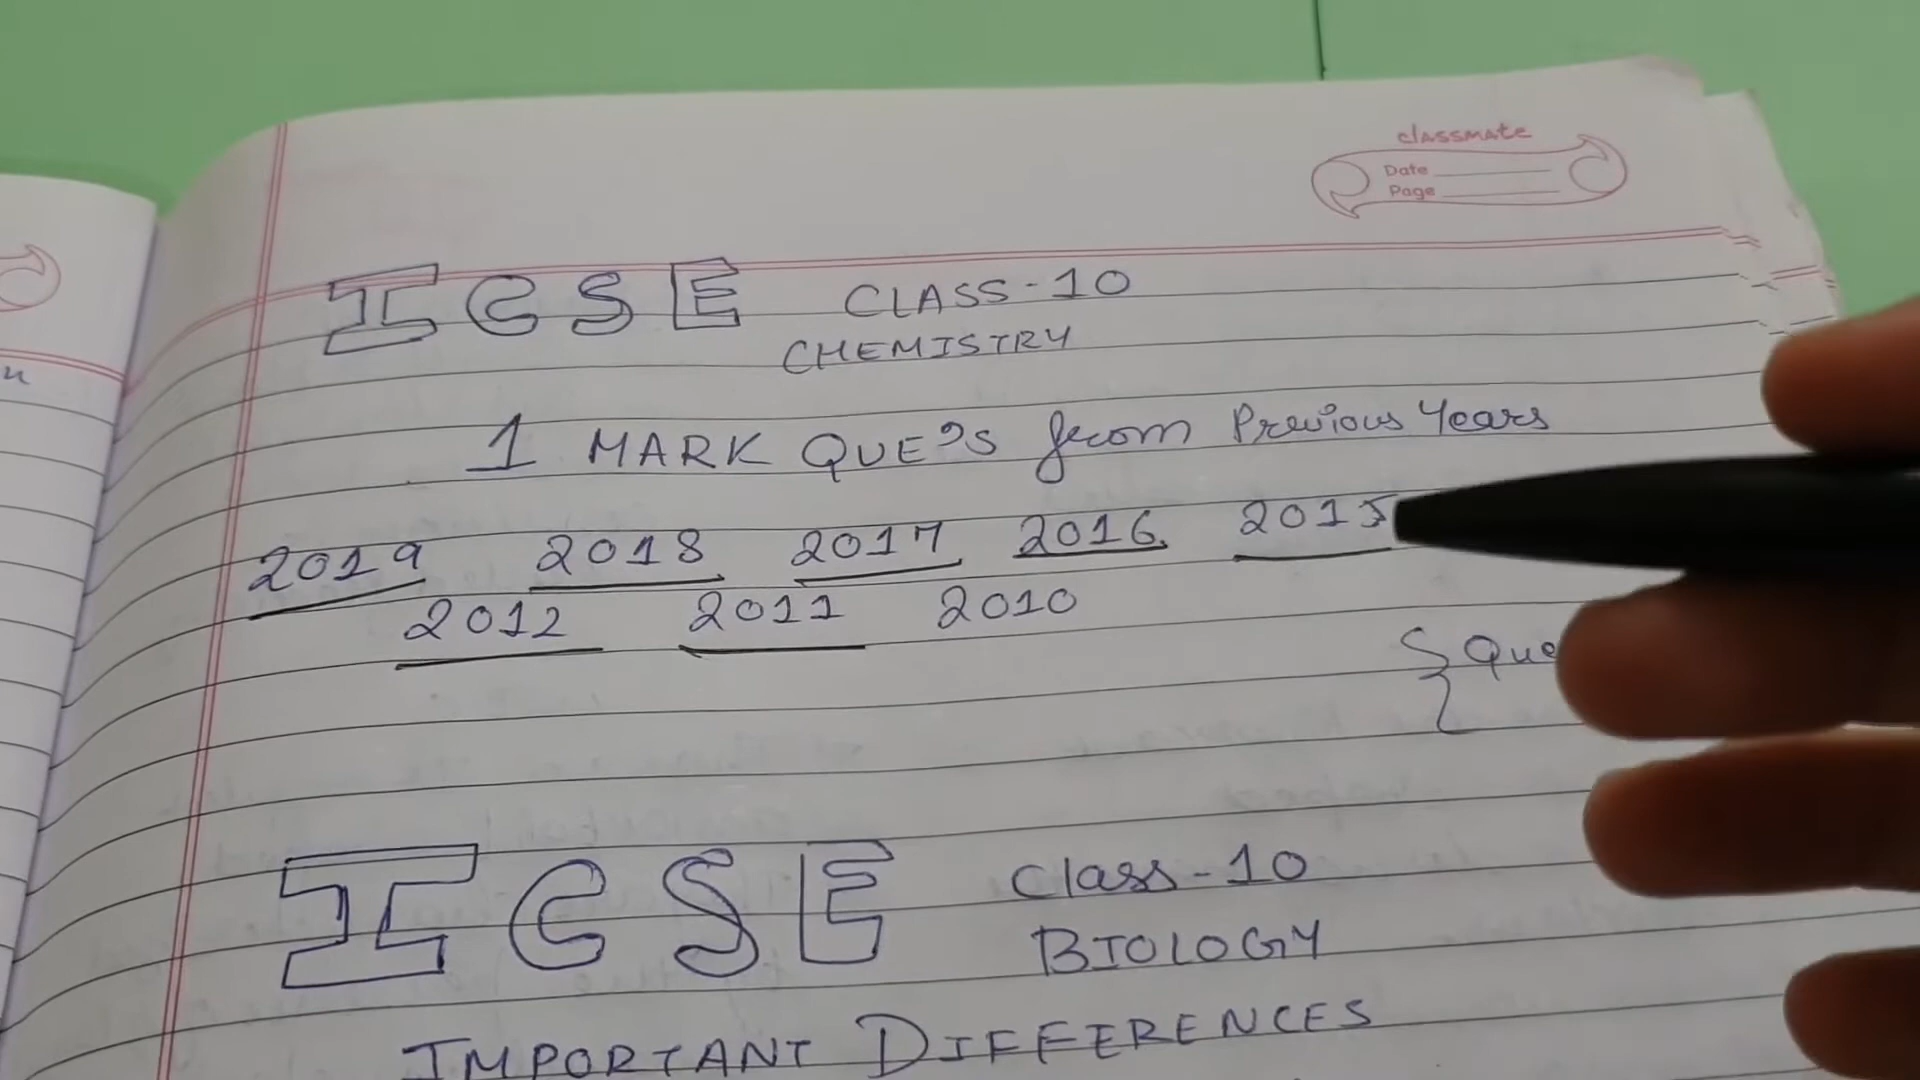 classmate
Date
Page
ICSE CLASS-10
CHEMISTRY
1 MARK QUE's from Previous Years
2019 2018 2017 2016 2015
2012 2011 2010
{ Que
ICSE Class-10
BIOLOGY
IMPORTANT DIFFERENCES